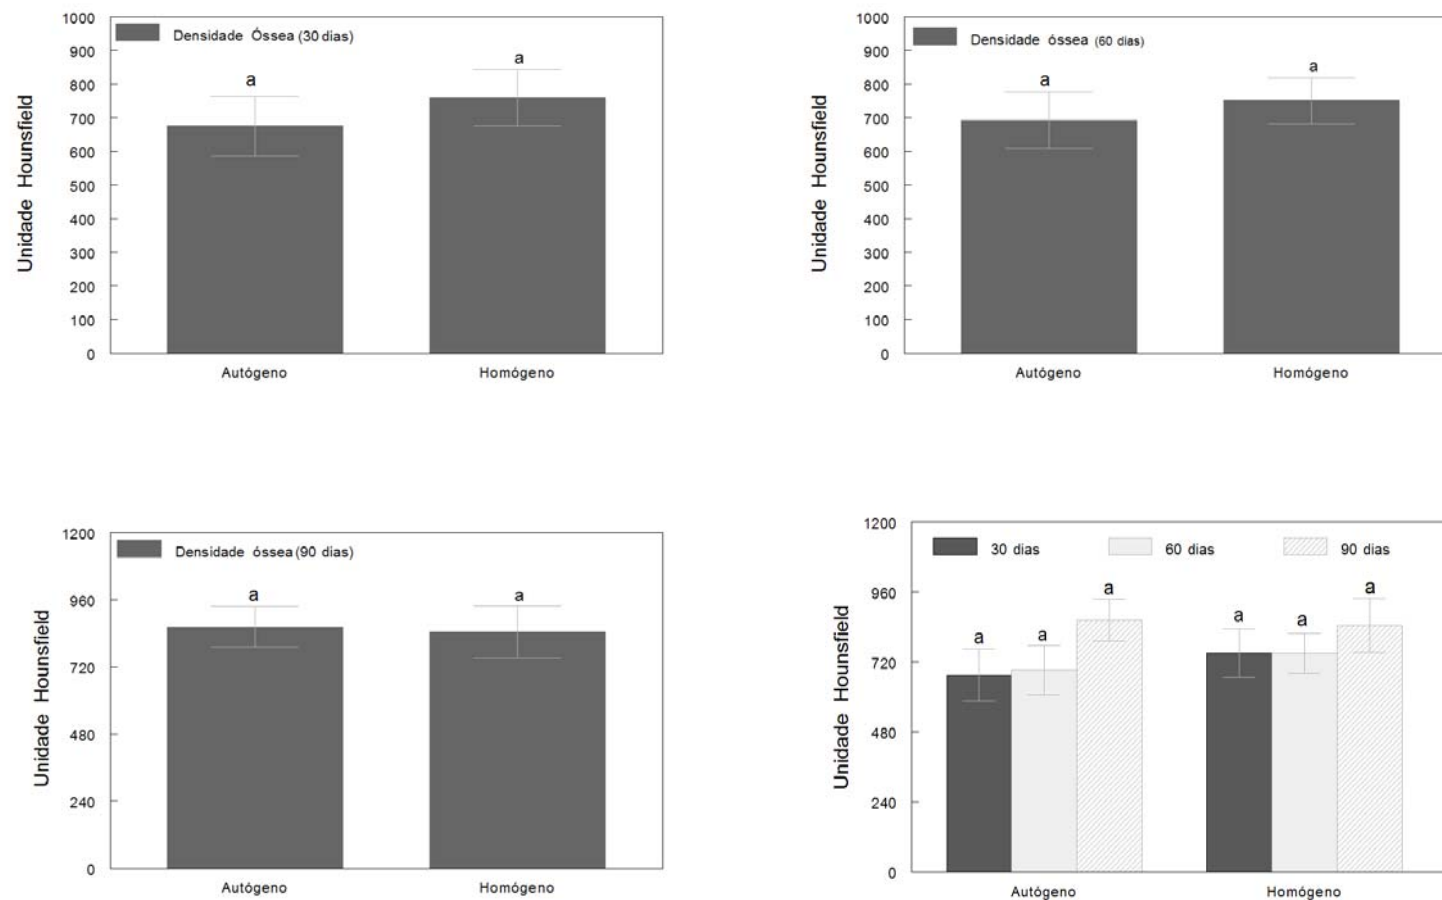 1000
900
800
700
600
500
400
300
200
100
0
Unidade Hounsfield
Densidade Óssea (30 dias)
a
a
Autógeno
Homógeno
1000
900
800
700
600
500
400
300
200
100
0
Unidade Hounsfield
Densidade óssea (60 dias)
a
a
Autógeno
Homógeno
1200
960
720
480
240
0
Unidade Hounsfield
Densidade óssea (90 dias)
a
a
Autógeno
Homógeno
1200
960
720
480
240
0
Unidade Hounsfield
30 dias
60 dias
90 dias
a
a
a
a
a
a
Autógeno
Homógeno